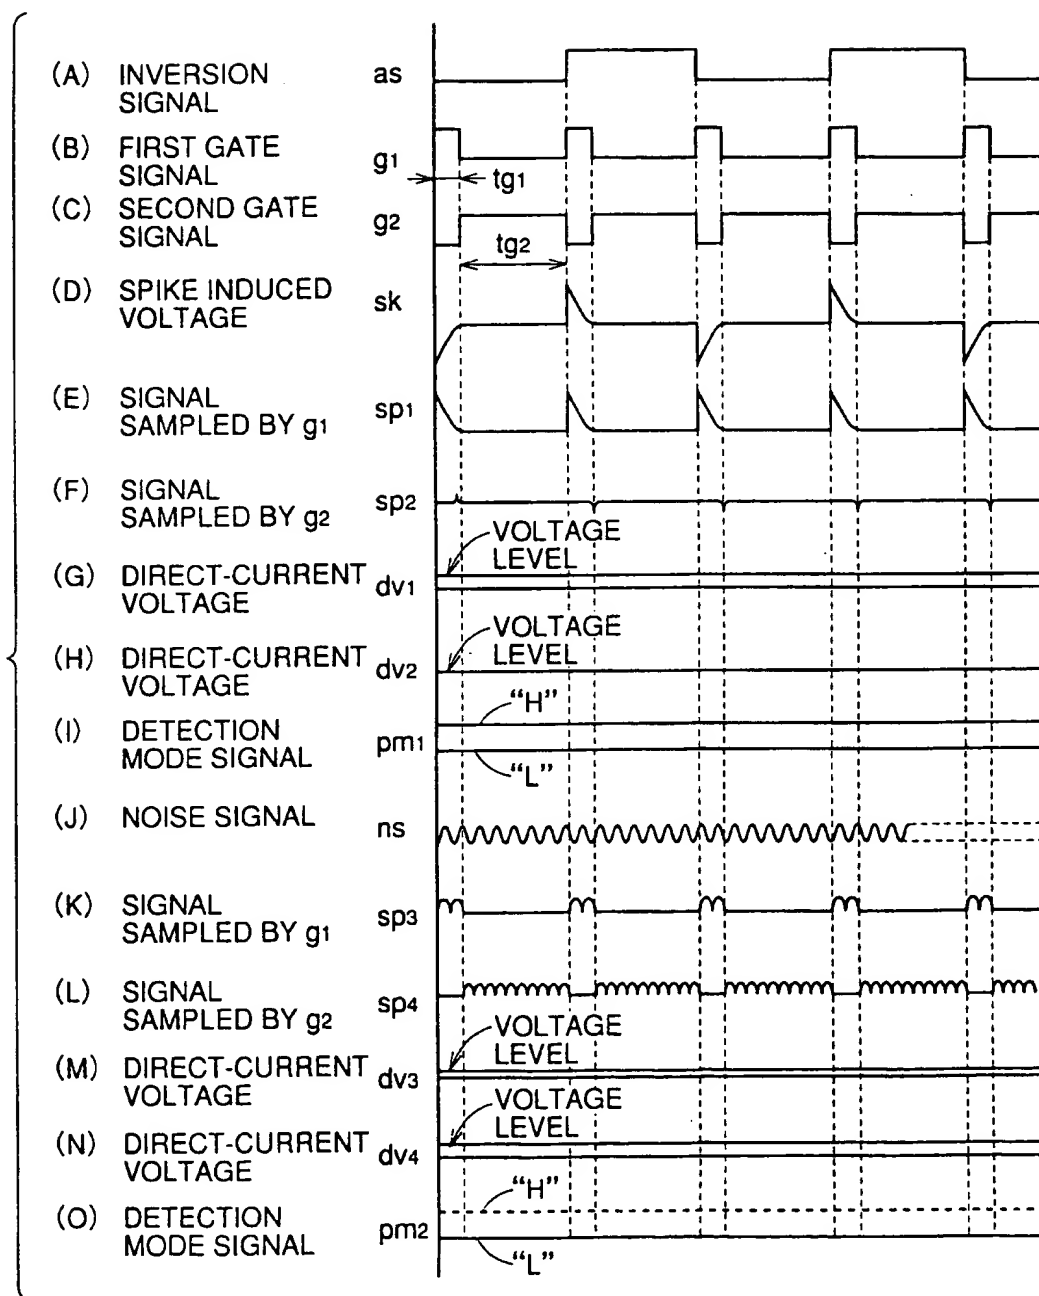 (A) INVERSION SIGNAL as
(B) FIRST GATE SIGNAL g1
tg1
(C) SECOND GATE SIGNAL g2
tg2
(D) SPIKE INDUCED VOLTAGE sk
(E) SIGNAL SAMPLED BY g1 sp1
(F) SIGNAL SAMPLED BY g2 sp2
VOLTAGE LEVEL
(G) DIRECT-CURRENT VOLTAGE dv1
VOLTAGE LEVEL
(H) DIRECT-CURRENT VOLTAGE dv2
“H”
(I) DETECTION MODE SIGNAL pm1
“L”
(J) NOISE SIGNAL ns
(K) SIGNAL SAMPLED BY g1 sp3
(L) SIGNAL SAMPLED BY g2 sp4
VOLTAGE LEVEL
(M) DIRECT-CURRENT VOLTAGE dv3
VOLTAGE LEVEL
(N) DIRECT-CURRENT VOLTAGE dv4
“H”
(O) DETECTION MODE SIGNAL pm2
“L”